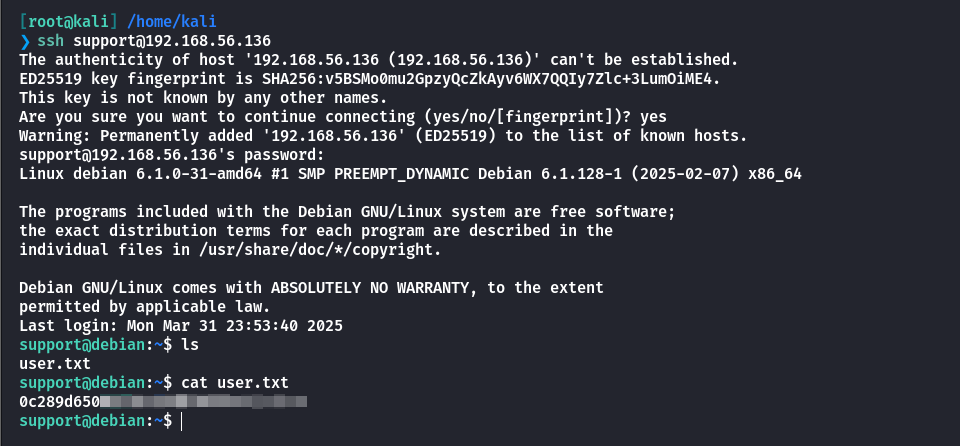 [root@kali] /home/kali
❯ ssh support@192.168.56.136
The authenticity of host '192.168.56.136 (192.168.56.136)' can't be established.
ED25519 key fingerprint is SHA256:v5BSMo0mu2GpzyQcZkAyv6WX7QQIy7Zlc+3LumOiME4.
This key is not known by any other names.
Are you sure you want to continue connecting (yes/no/[fingerprint])? yes
Warning: Permanently added '192.168.56.136' (ED25519) to the list of known hosts.
support@192.168.56.136's password:
Linux debian 6.1.0-31-amd64 #1 SMP PREEMPT_DYNAMIC Debian 6.1.128-1 (2025-02-07) x86_64
The programs included with the Debian GNU/Linux system are free software;
the exact distribution terms for each program are described in the
individual files in /usr/share/doc/*/copyright.
Debian GNU/Linux comes with ABSOLUTELY NO WARRANTY, to the extent
permitted by applicable law.
Last login: Mon Mar 31 23:53:40 2025
support@debian:~$ ls
user.txt
support@debian:~$ cat user.txt
0c289d650
support@debian:~$